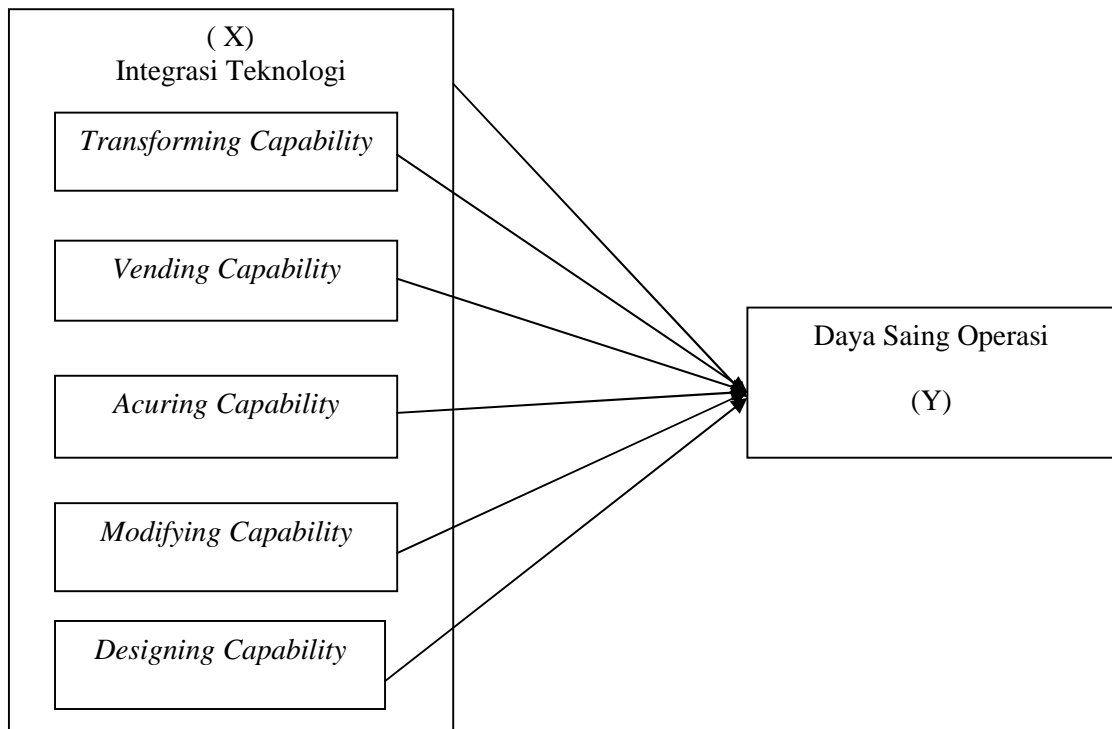 ( X)
Integrasi Teknologi
Transforming Capability
Vending Capability
Acuring Capability
Modifying Capability
Designing Capability
Daya Saing Operasi
(Y)